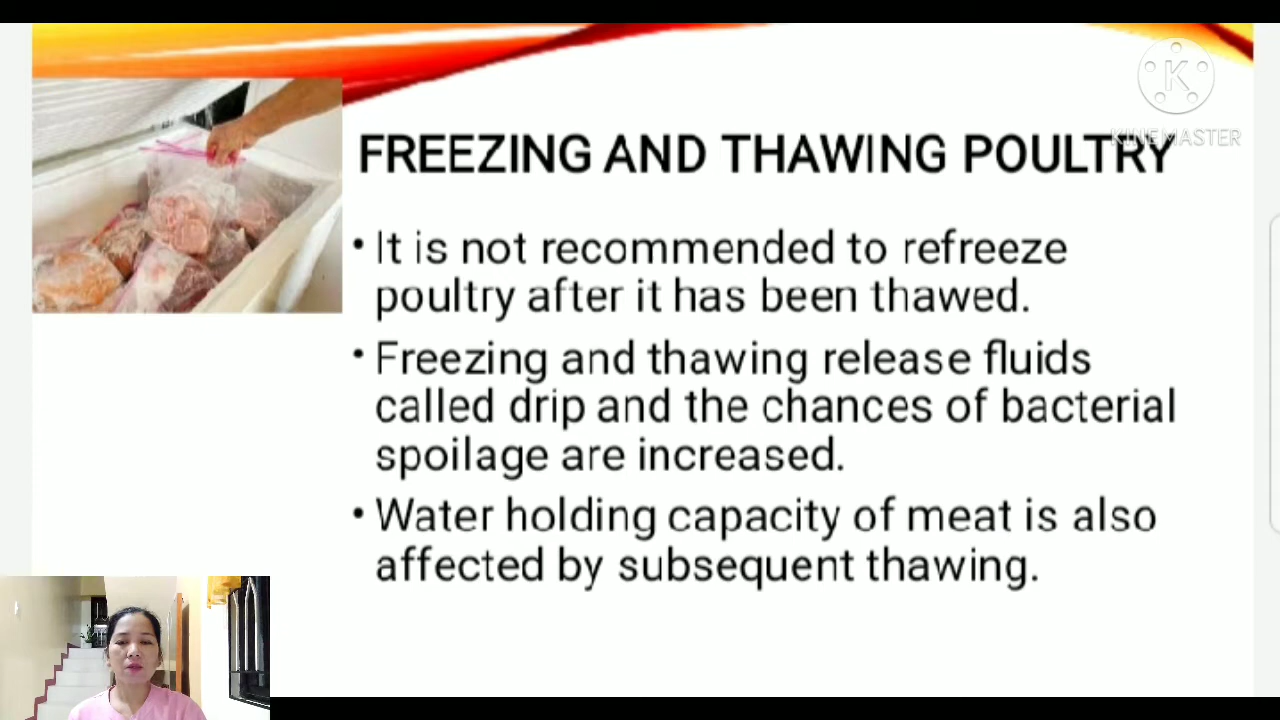 K
KINEMASTER
FREEZING AND THAWING POULTRY
• It is not recommended to refreeze
poultry after it has been thawed.
• Freezing and thawing release fluids
called drip and the chances of bacterial
spoilage are increased.
• Water holding capacity of meat is also
affected by subsequent thawing.